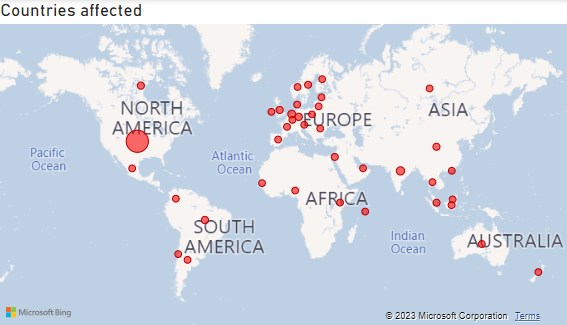 Countries affected
NORTH
AMERICA
EUROPE
ASIA
Pacific
Ocean
Atlantic
Ocean
AFRICA
SOUTH
AMERICA
Indian
Ocean
AUSTRALIA
Microsoft Bing
© 2023 Microsoft Corporation Terms